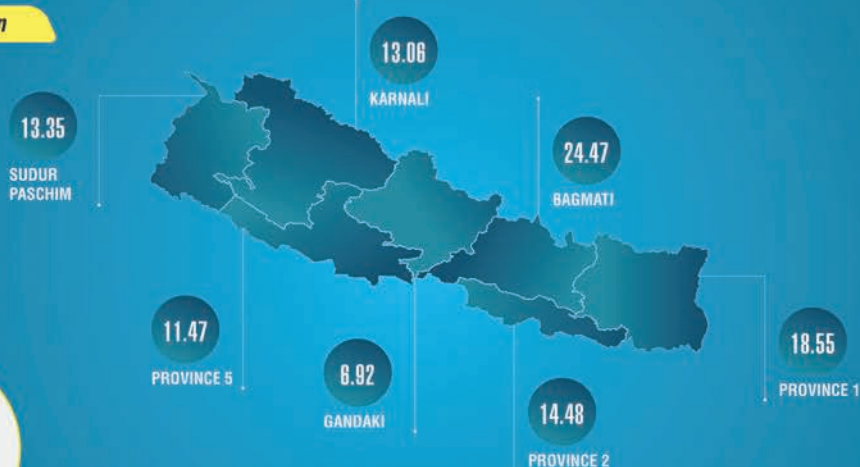 13.06
KARNALI
13.35
SUDUR
PASCHIM
24.47
BAGMATI
11.47
PROVINCE 5
6.92
GANDAKI
18.55
PROVINCE 1
14.48
PROVINCE 2